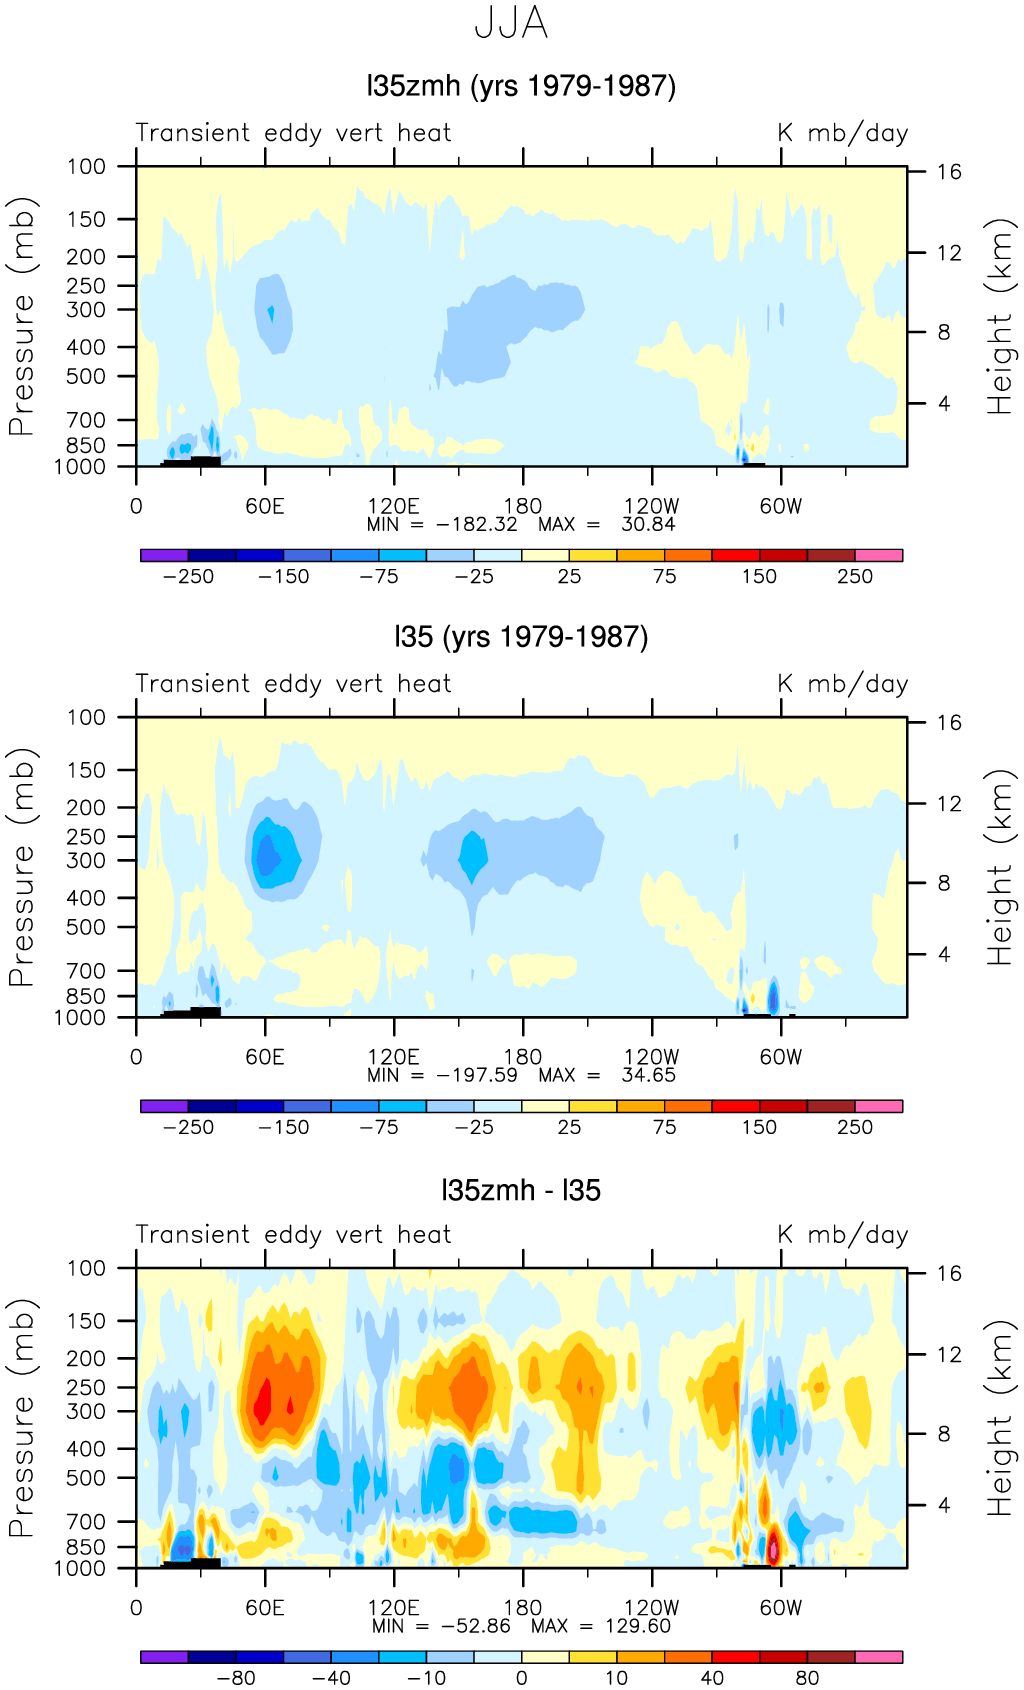 JJA
l35zmh (yrs 1979-1987)
Transient eddy vert heat K mb/day
Pressure (mb)
100
150
200
250
300
400
500
700
850
1000
16
12
8
4
Height (km)
0 60E 120E 180 120W 60W
MIN = -182.32 MAX = 30.84
-250 -150 -75 -25 25 75 150 250
l35 (yrs 1979-1987)
Transient eddy vert heat K mb/day
Pressure (mb)
100
150
200
250
300
400
500
700
850
1000
16
12
8
4
Height (km)
0 60E 120E 180 120W 60W
MIN = -197.59 MAX = 34.65
-250 -150 -75 -25 25 75 150 250
l35zmh - l35
Transient eddy vert heat K mb/day
Pressure (mb)
100
150
200
250
300
400
500
700
850
1000
16
12
8
4
Height (km)
0 60E 120E 180 120W 60W
MIN = -52.86 MAX = 129.60
-80 -40 -10 0 10 40 80